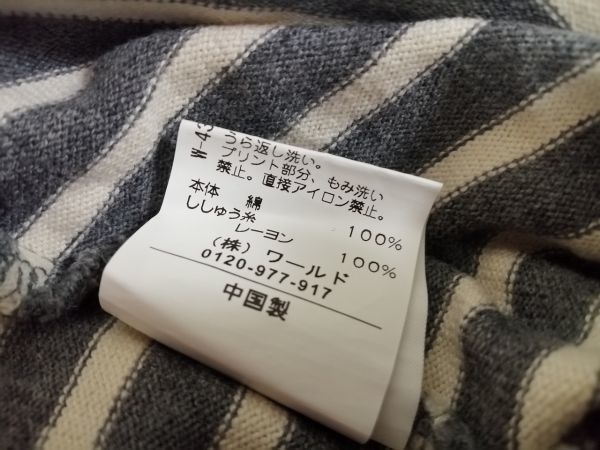 W-43
うら返し洗い。
プリント部分、もみ洗い
禁止。直接アイロン禁止。
本体 綿 100%
ししゅう糸
レーヨン 100%
(株) ワールド
0120-977-917
中国製